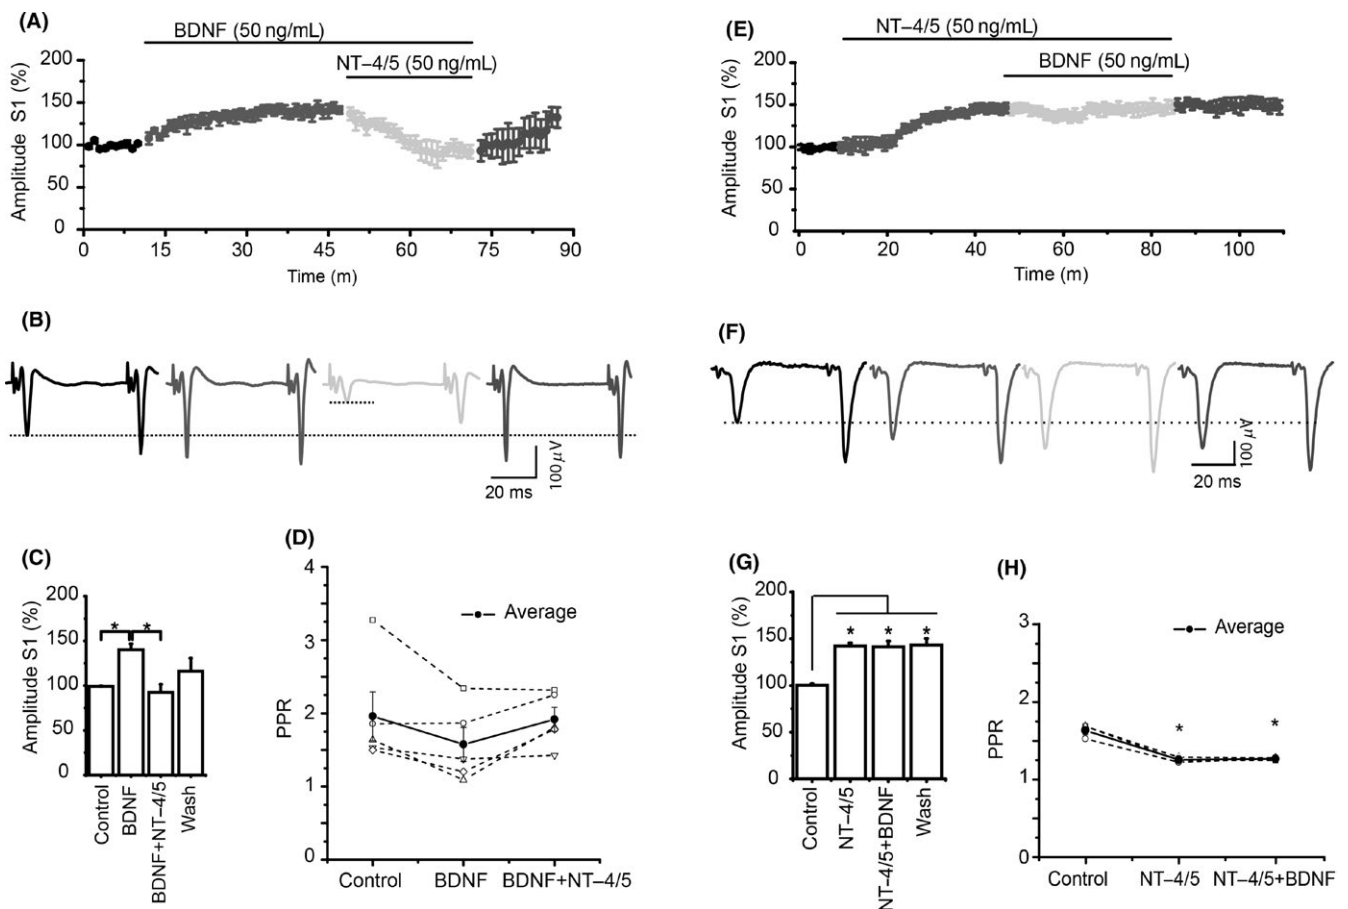 (A)
BDNF (50 ng/mL)
NT–4/5 (50 ng/mL)
Amplitude S1 (%)
200
150
100
50
0
0 15 30 45 60 75 90
Time (m)
(E)
NT–4/5 (50 ng/mL)
BDNF (50 ng/mL)
Amplitude S1 (%)
200
150
100
50
0
0 20 40 60 80 100
Time (m)
(B)
100 µV
20 ms
(F)
100 µA
20 ms
(C)
Amplitude S1 (%)
200
150
100
50
0
* *
Control
BDNF
BDNF+NT–4/5
Wash
(D)
PPR
4
3
2
1
0
Average
Control BDNF BDNF+NT–4/5
(G)
Amplitude S1 (%)
200
150
100
50
0
* * *
Control
NT–4/5
NT–4/5+BDNF
Wash
(H)
PPR
3
2
1
0
Average
* *
Control NT–4/5 NT–4/5+BDNF